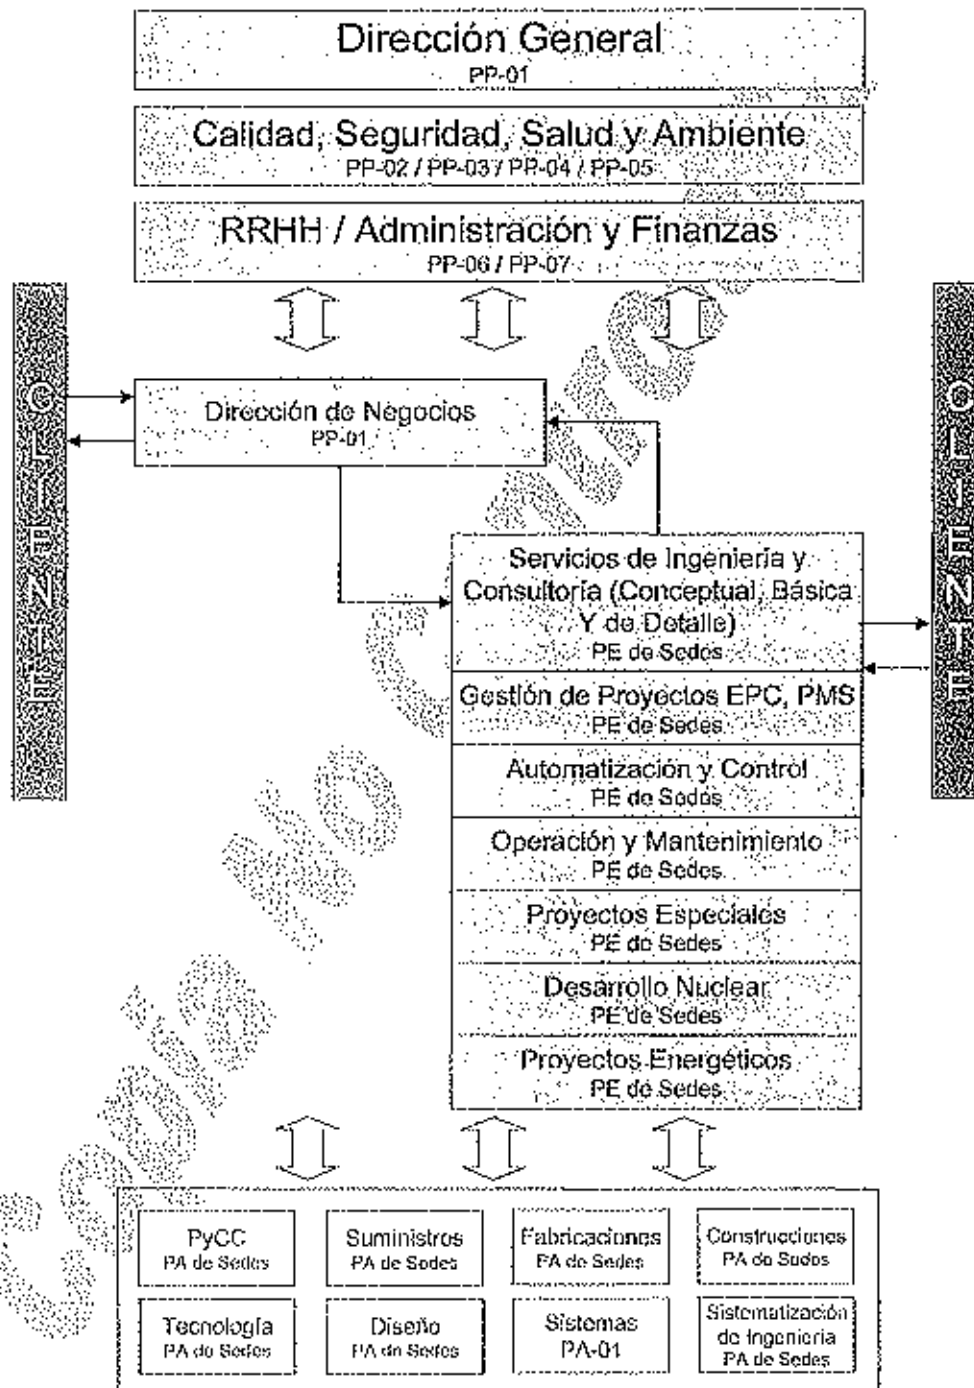 Dirección General
PP-01
Calidad, Seguridad, Salud y Ambiente
PP-02 / PP-03 / PP-04 / PP-05
RRHH / Administración y Finanzas
PP-06 / PP-07
CLIENTE
Dirección de Negocios
PP-01
CLIENTE
Servicios de Ingeniería y
Consultoría (Conceptual, Básica
Y de Detalle)
PE de Sedes
Gestión de Proyectos EPC, PMS
PE de Sedes
Automatización y Control
PE de Sedes
Operación y Mantenimiento
PE de Sedes
Proyectos Especiales
PE de Sedes
Desarrollo Nuclear
PE de Sedes
Proyectos Energéticos
PE de Sedes
PyCC
PA de Sedes
Suministros
PA de Sedes
Fabricaciones
PA de Sedes
Construcciones
PA de Sedes
Tecnología
PA de Sedes
Diseño
PA de Sedes
Sistemas
PA-01
Sistematización
de Ingeniería
PA de Sedes
Copia No